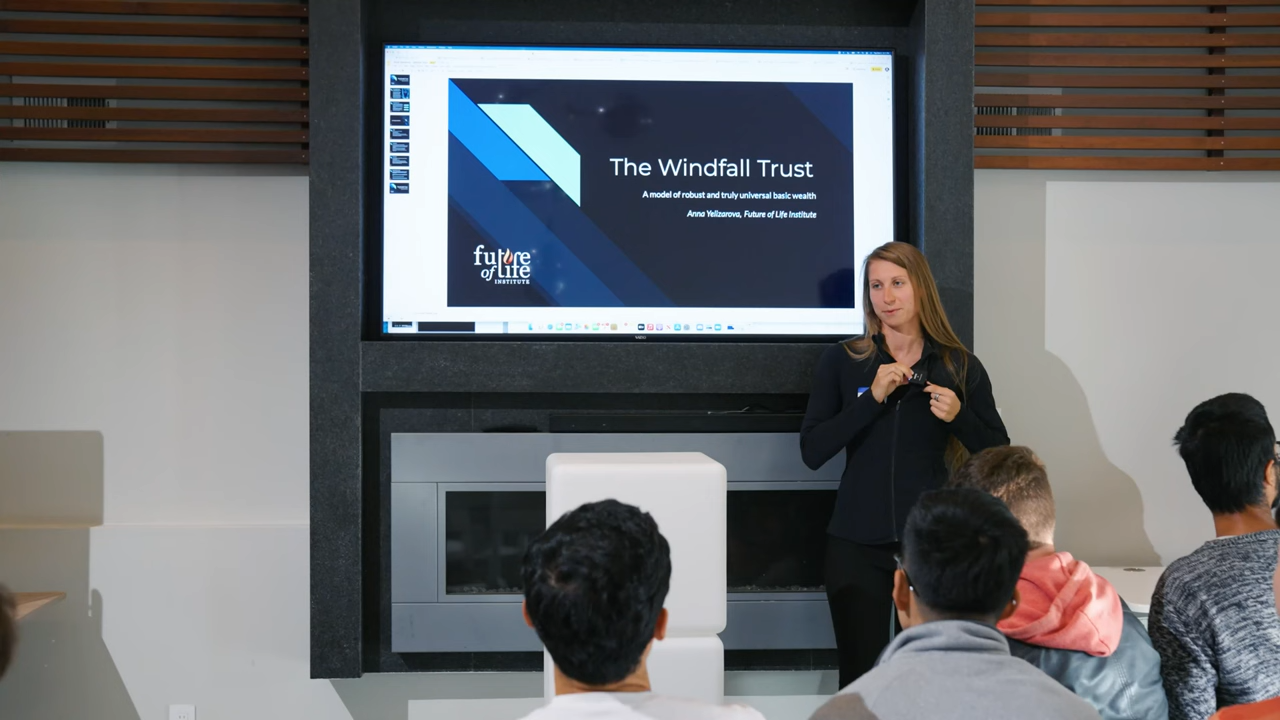 The Windfall Trust
A model of robust and truly universal basic wealth
Anna Yelizarova, Future of Life Institute
future
of life
INSTITUTE